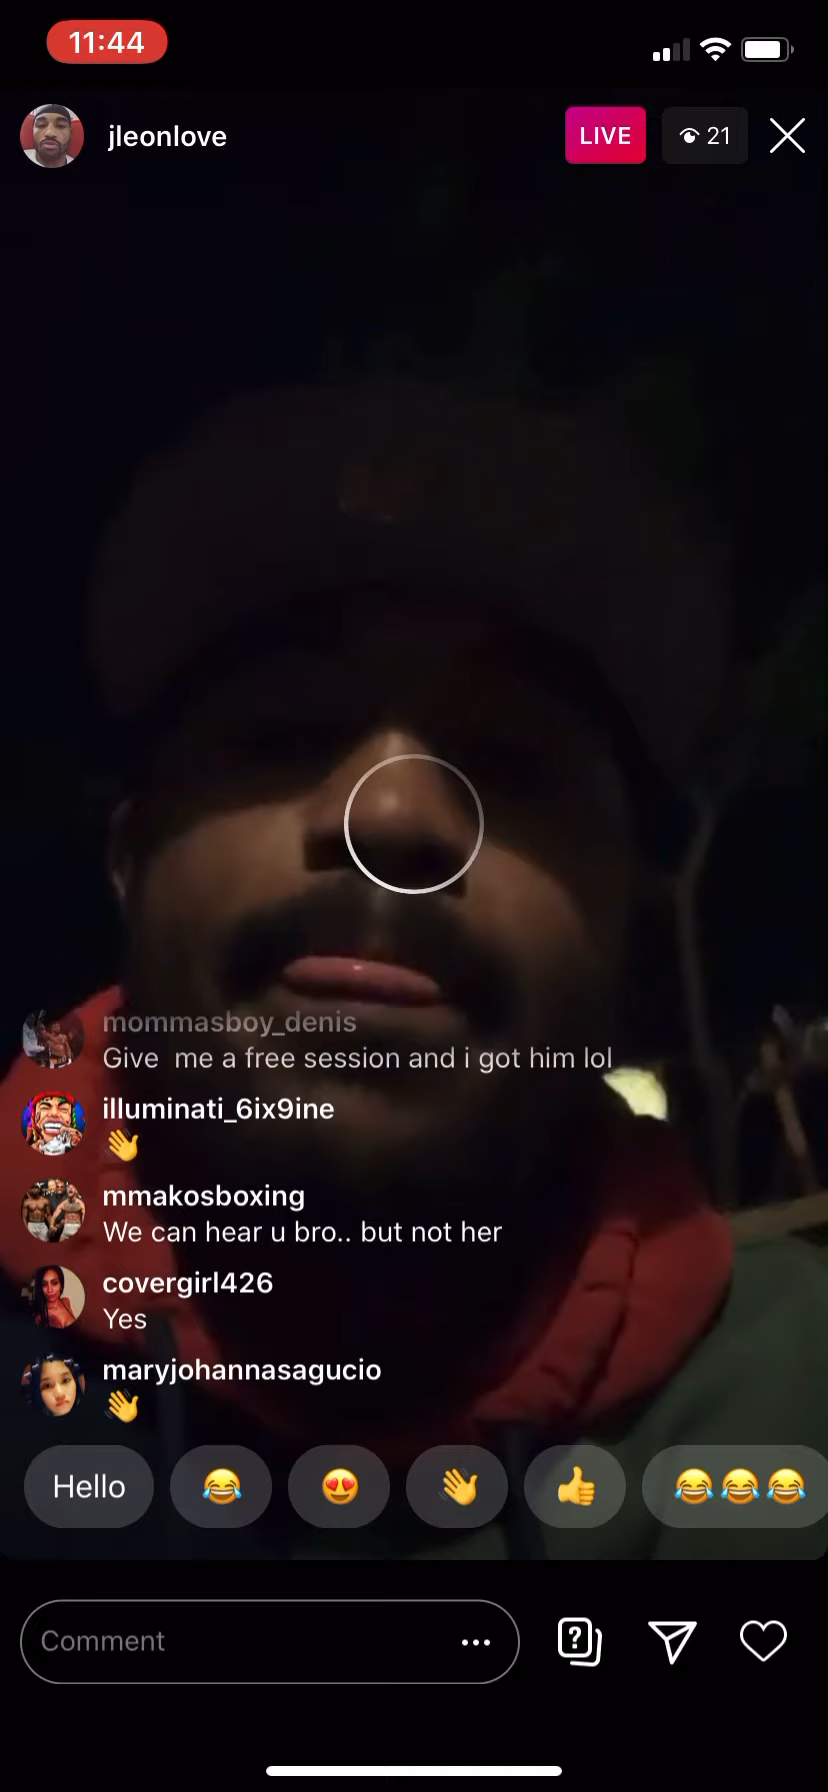 11:44
jleonlove
LIVE
21
mommasboy_denis
Give  me a free session and i got him lol
illuminati_6ix9ine
👋
mmakosboxing
We can hear u bro.. but not her
covergirl426
Yes
maryjohannasagucio
👋
Hello 😂 😍 👋 👍 😂😂😂
Comment